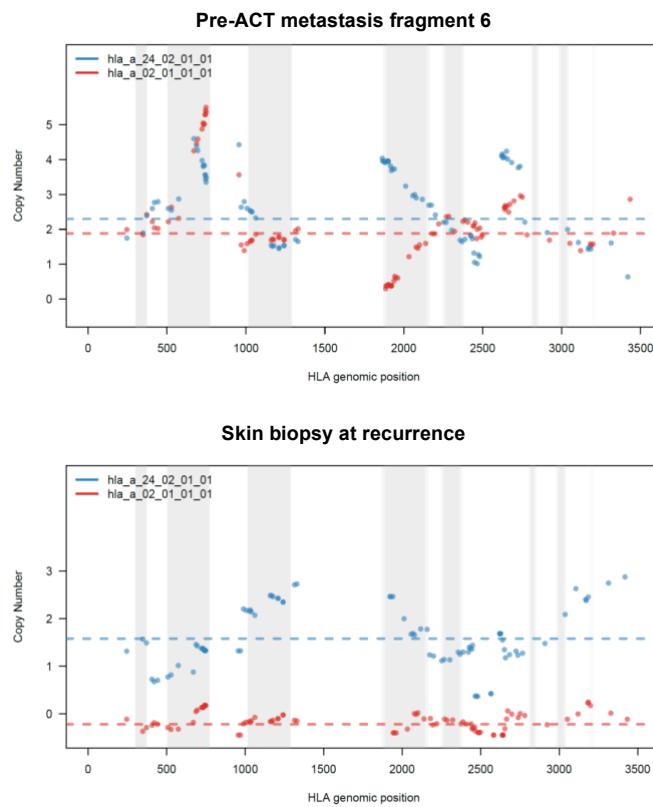 Pre-ACT metastasis fragment 6
hla_a_24_02_01_01
hla_a_02_01_01_01
Copy Number
5
4
3
2
1
0
0 500 1000 1500 2000 2500 3000 3500
HLA genomic position
Skin biopsy at recurrence
hla_a_24_02_01_01
hla_a_02_01_01_01
Copy Number
3
2
1
0
0 500 1000 1500 2000 2500 3000 3500
HLA genomic position